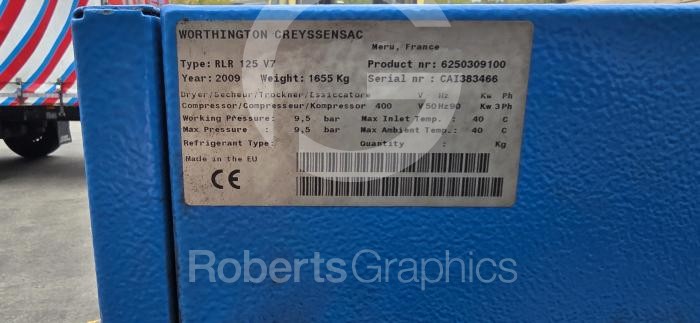 WORTHINGTON CREYSSENSAC
Meru, France
Type: RLR 125 V7 Product nr: 6250309100
Year: 2009 Weight: 1655 Kg Serial nr : CAI383466
Dryer/Secheur/Trockner/Essiccatore V Hz Kw Ph
Compressor/Compresseur/Kompressor 400 V 50 Hz 90 Kw 3 Ph
Working Pressure: 9,5 bar Max Inlet Temp. : 40 C
Max Pressure : 9,5 bar Max Ambient Temp.: 40 C
Refrigerant Type: Quantity : Kg
Made in the EU
CE
RobertsGraphics